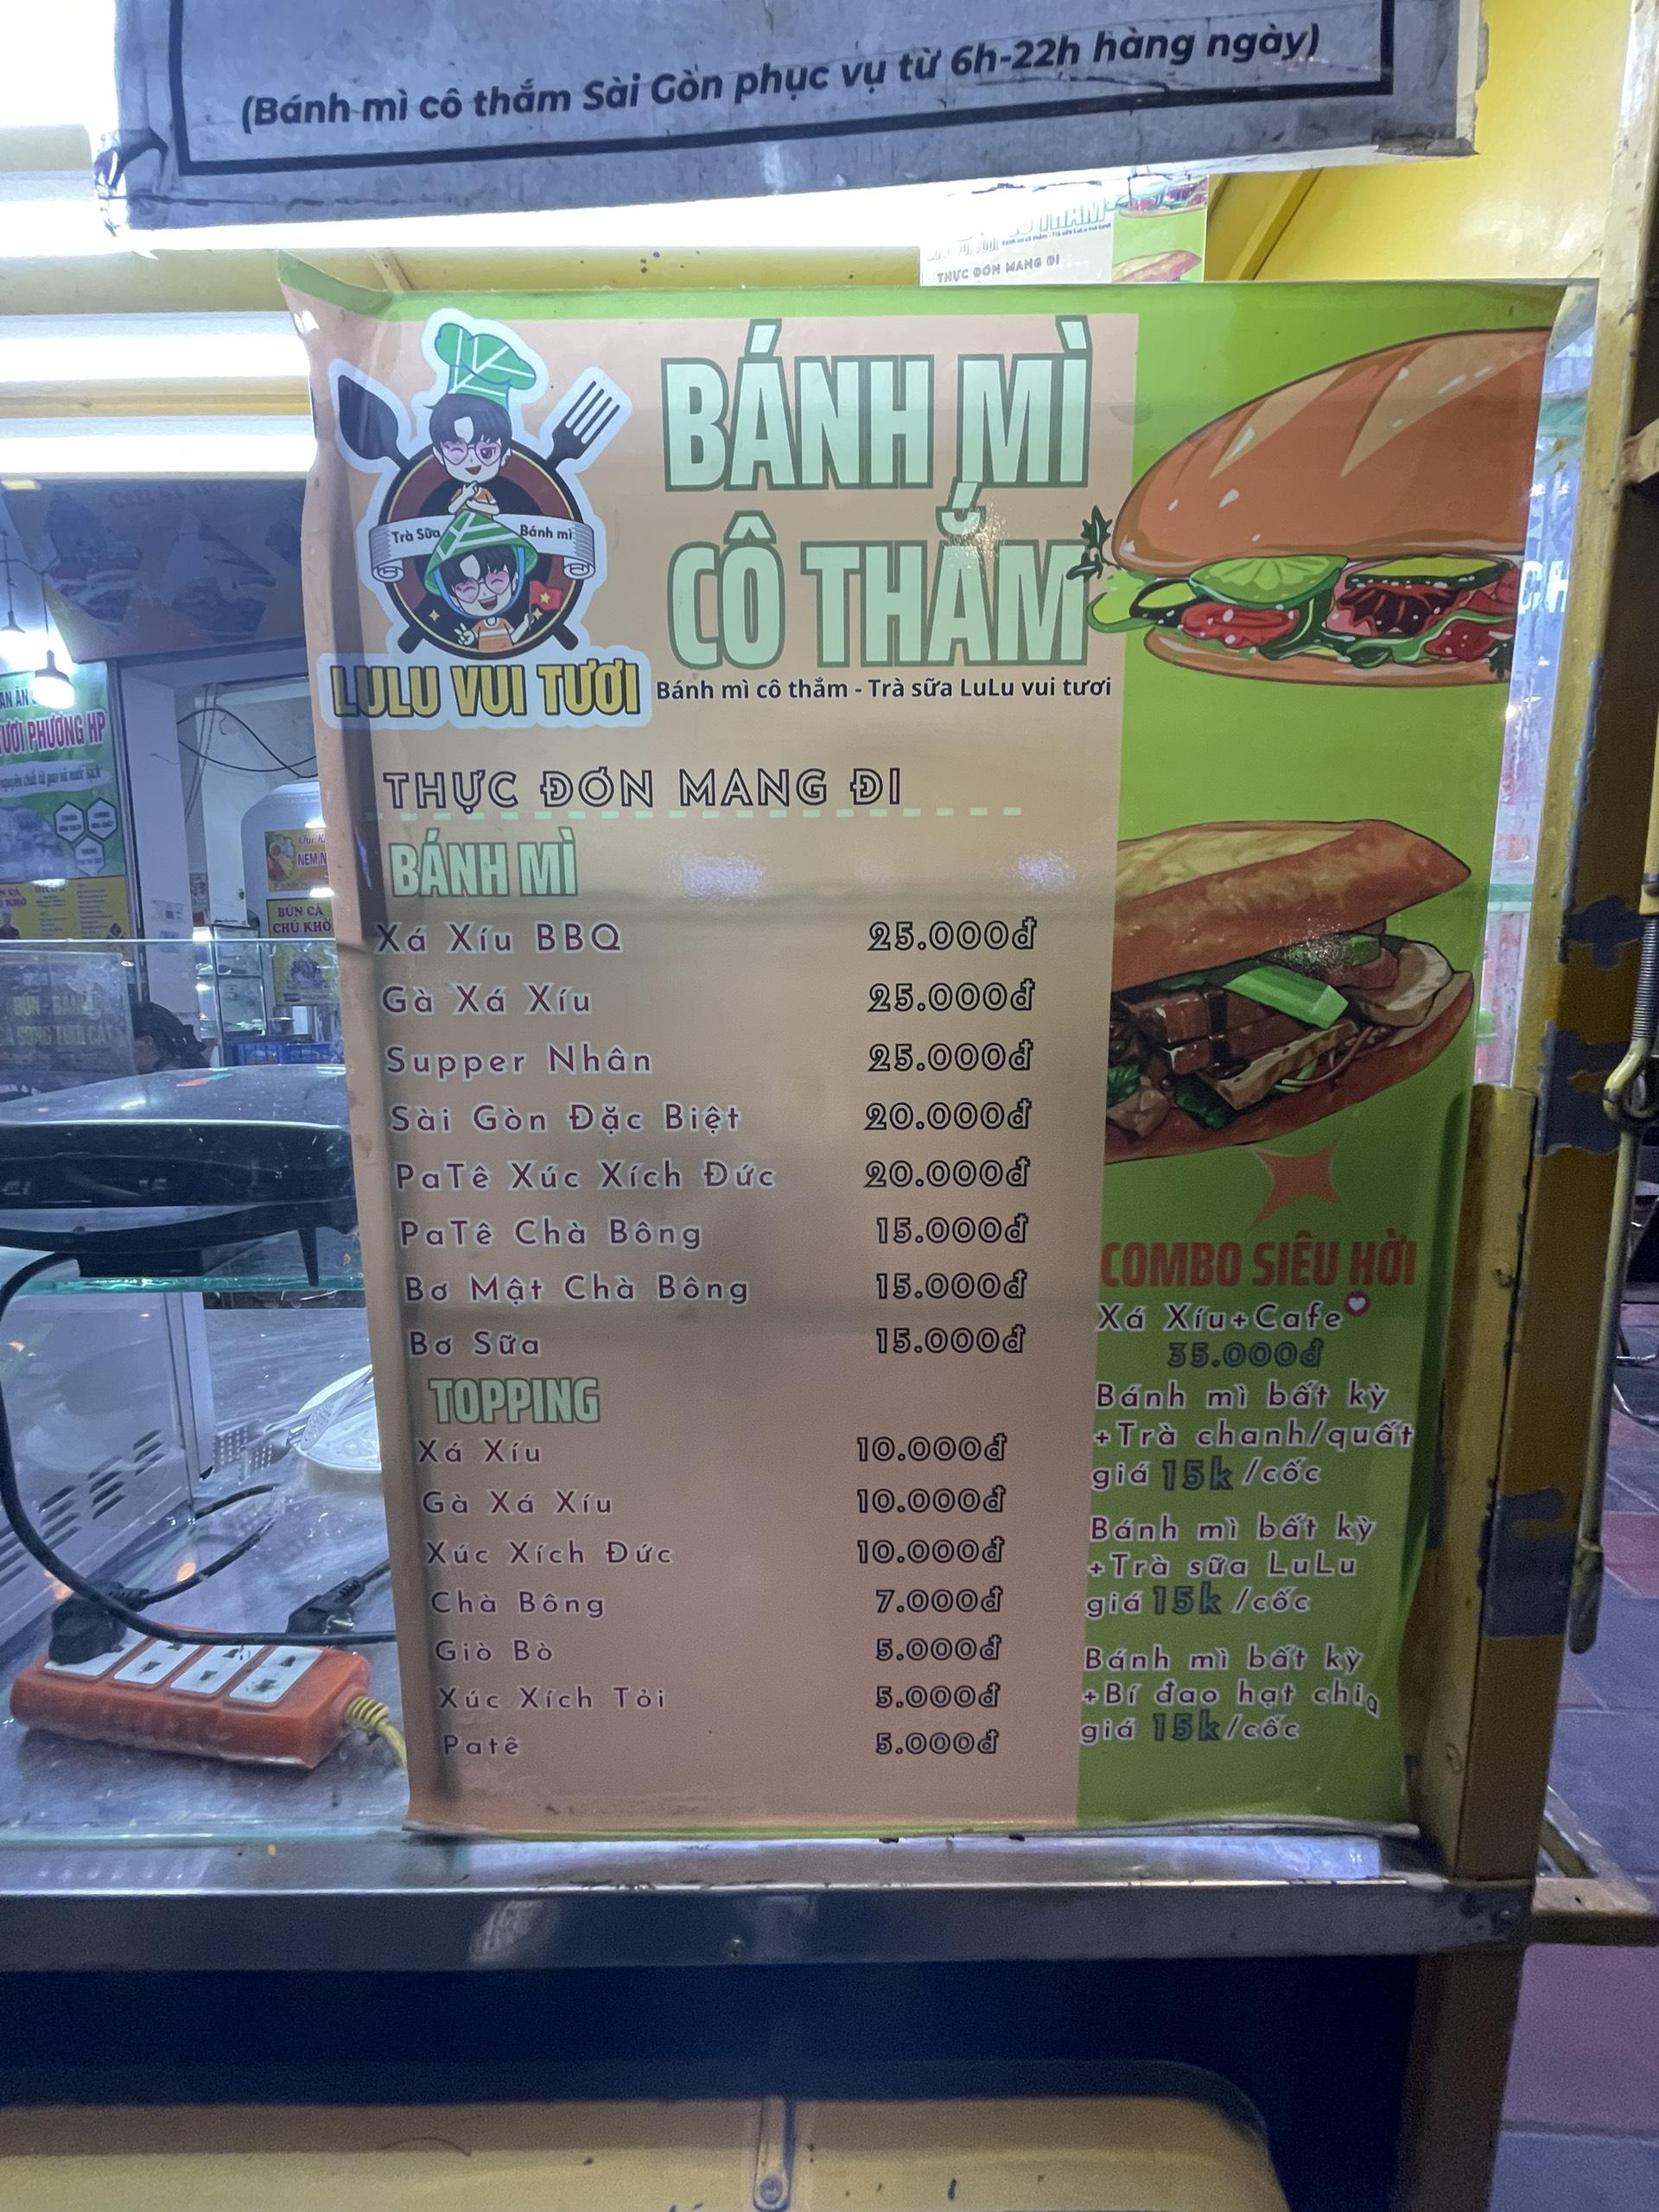 (Bánh mì cô thắm Sài Gòn phục vụ từ 6h-22h hàng ngày)
THỰC ĐƠN MANG ĐI
BÁNH MÌ
CÔ THẮM
Trà Sữa
Bánh mì
LULU VUI TƯƠI
Bánh mì cô thắm - Trà sữa LuLu vui tươi
THỰC ĐƠN MANG ĐI
BÁNH MÌ
Xá Xíu BBQ 25.000đ
Gà Xá Xíu 25.000đ
Supper Nhân 25.000đ
Sài Gòn Đặc Biệt 20.000đ
PaTê Xúc Xích Đức 20.000đ
PaTê Chà Bông 15.000đ
Bơ Mật Chà Bông 15.000đ
Bơ Sữa 15.000đ
TOPPING
Xá Xíu 10.000đ
Gà Xá Xíu 10.000đ
Xúc Xích Đức 10.000đ
Chà Bông 7.000đ
Giò Bò 5.000đ
Xúc Xích Tỏi 5.000đ
Patê 5.000đ
COMBO SIÊU HỜI
Xá Xíu+Cafe
35.000đ
Bánh mì bất kỳ
+Trà chanh/quất
giá 15k /cốc
Bánh mì bất kỳ
+Trà sữa LuLu
giá 15k /cốc
Bánh mì bất kỳ
+Bí đao hạt chia
giá 15k/cốc
PHƯƠNG HP
BÚN CÁ
CHÚ KHỜ